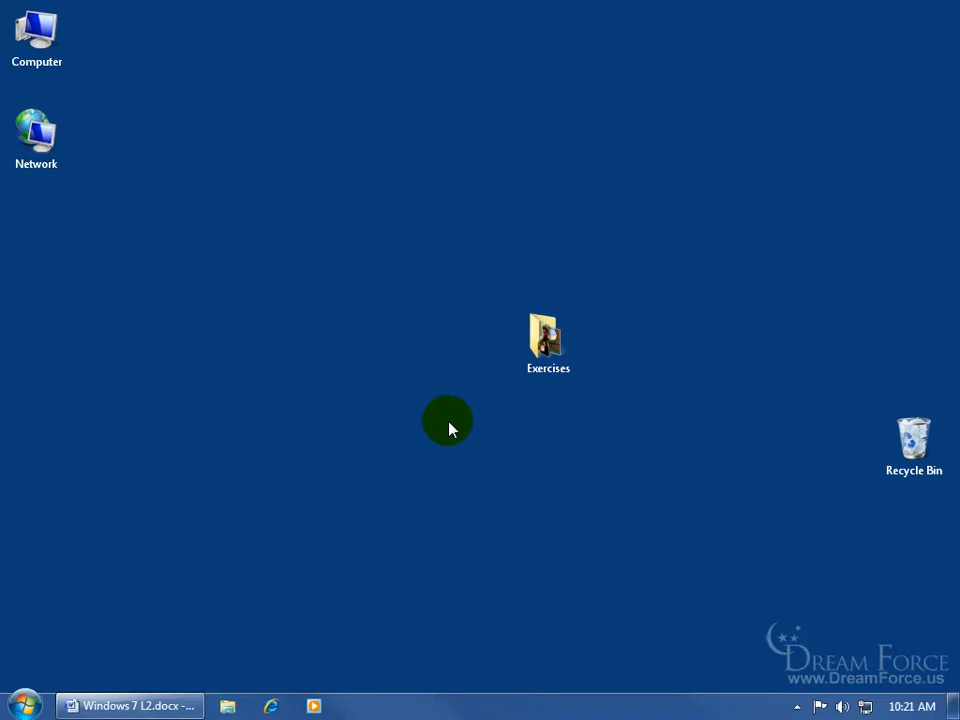 Computer
Network
Exercises
Recycle Bin
DREAM FORCE
www.DreamForce.us
Windows 7 L2.docx -...
10:21 AM